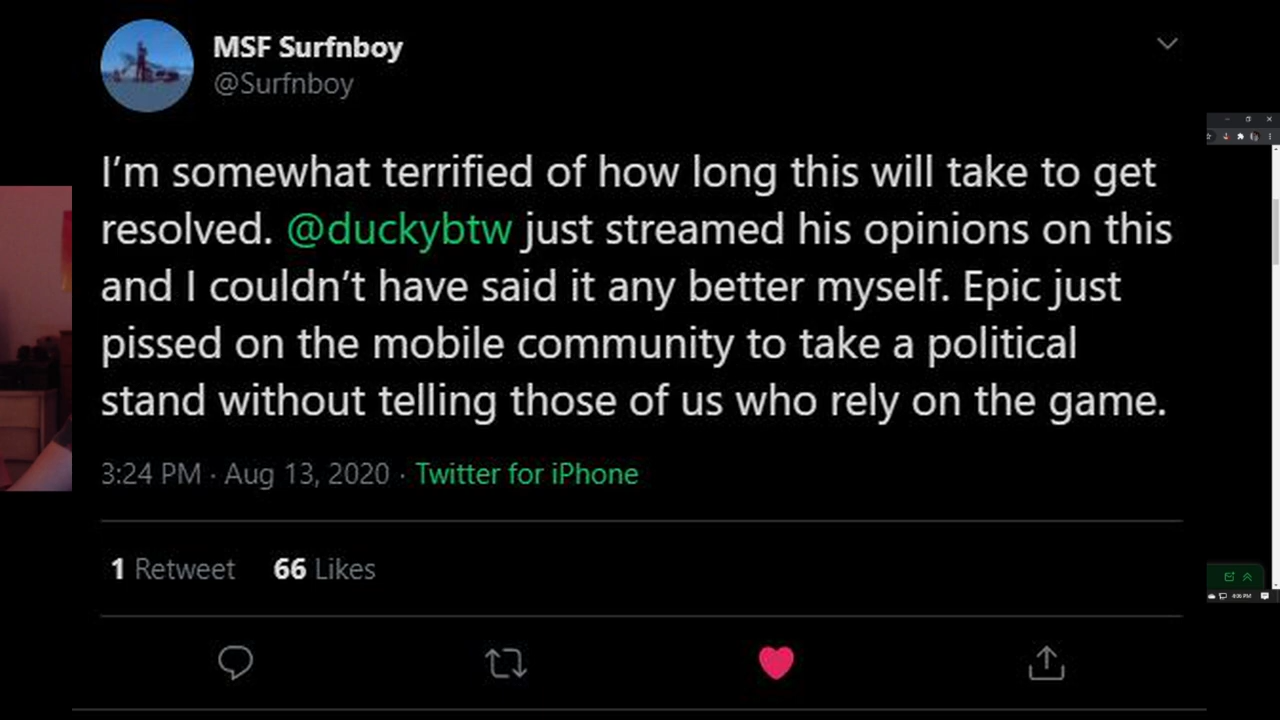 MSF Surfnboy
@Surfnboy
I’m somewhat terrified of how long this will take to get
resolved. @duckybtw just streamed his opinions on this
and I couldn’t have said it any better myself. Epic just
pissed on the mobile community to take a political
stand without telling those of us who rely on the game.
3:24 PM · Aug 13, 2020 · Twitter for iPhone
1 Retweet 66 Likes